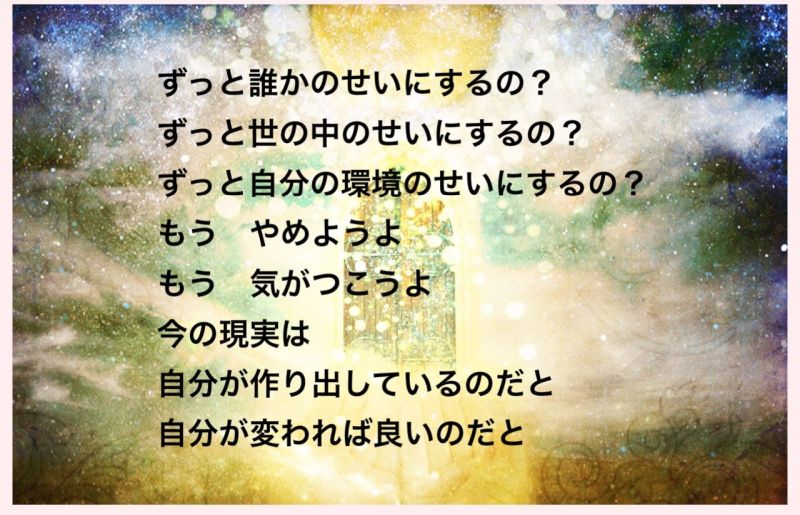 ずっと誰かのせいにするの？
ずっと世の中のせいにするの？
ずっと自分の環境のせいにするの？
もう　やめようよ
もう　気がつこうよ
今の現実は
自分が作り出しているのだと
自分が変われば良いのだと